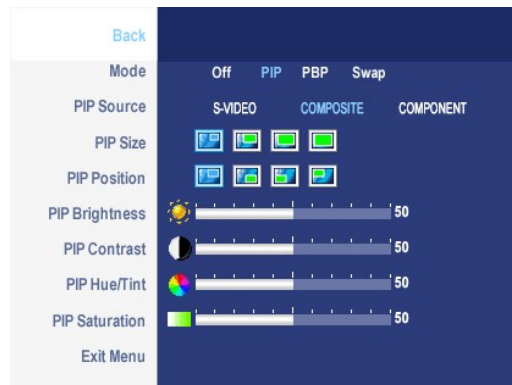 Back
Mode Off PIP PBP Swap
PIP Source S-VIDEO COMPOSITE COMPONENT
PIP Size
PIP Position
PIP Brightness 50
PIP Contrast 50
PIP Hue/Tint 50
PIP Saturation 50
Exit Menu